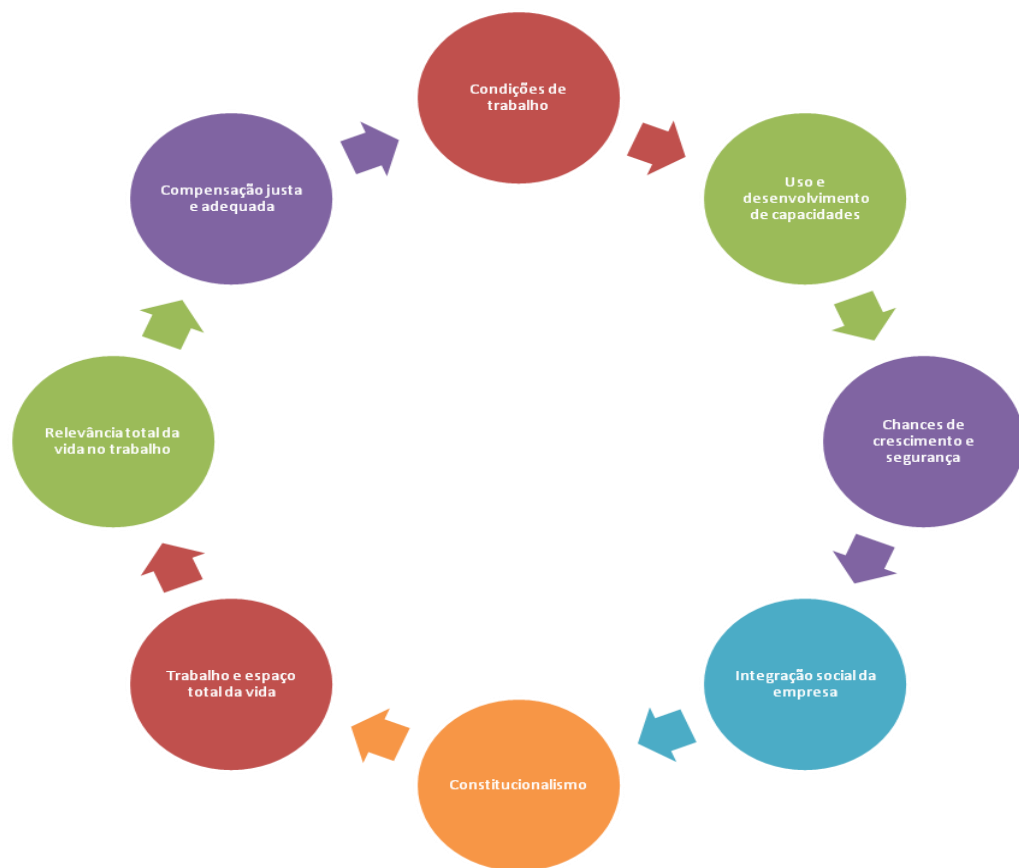 Condições de
trabalho
Uso e
desenvolvimento
de capacidades
Chances de
crescimento e
segurança
Integração social da
empresa
Constitucionalismo
Trabalho e espaço
total da vida
Relevância total da
vida no trabalho
Compensação justa
e adequada